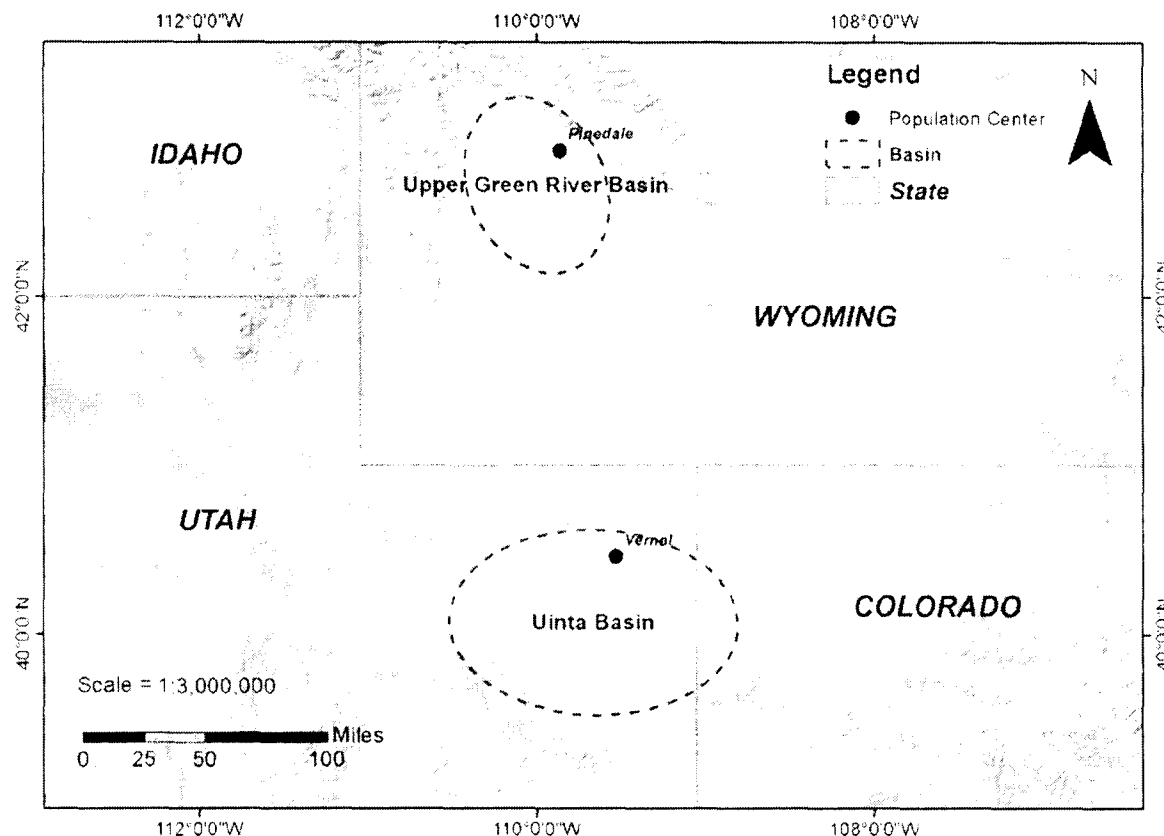 112°0'0"W 110°0'0"W 108°0'0"W
Legend
N
Population Center
Basin
State
IDAHO
Pinedale
Upper Green River Basin
42°0'0"N
42°0'0"N
WYOMING
UTAH
Vernal
Uinta Basin
COLORADO
40°0'0"N
40°0'0"N
Scale = 1:3,000,000
Miles
0 25 50 100
112°0'0"W 110°0'0"W 108°0'0"W